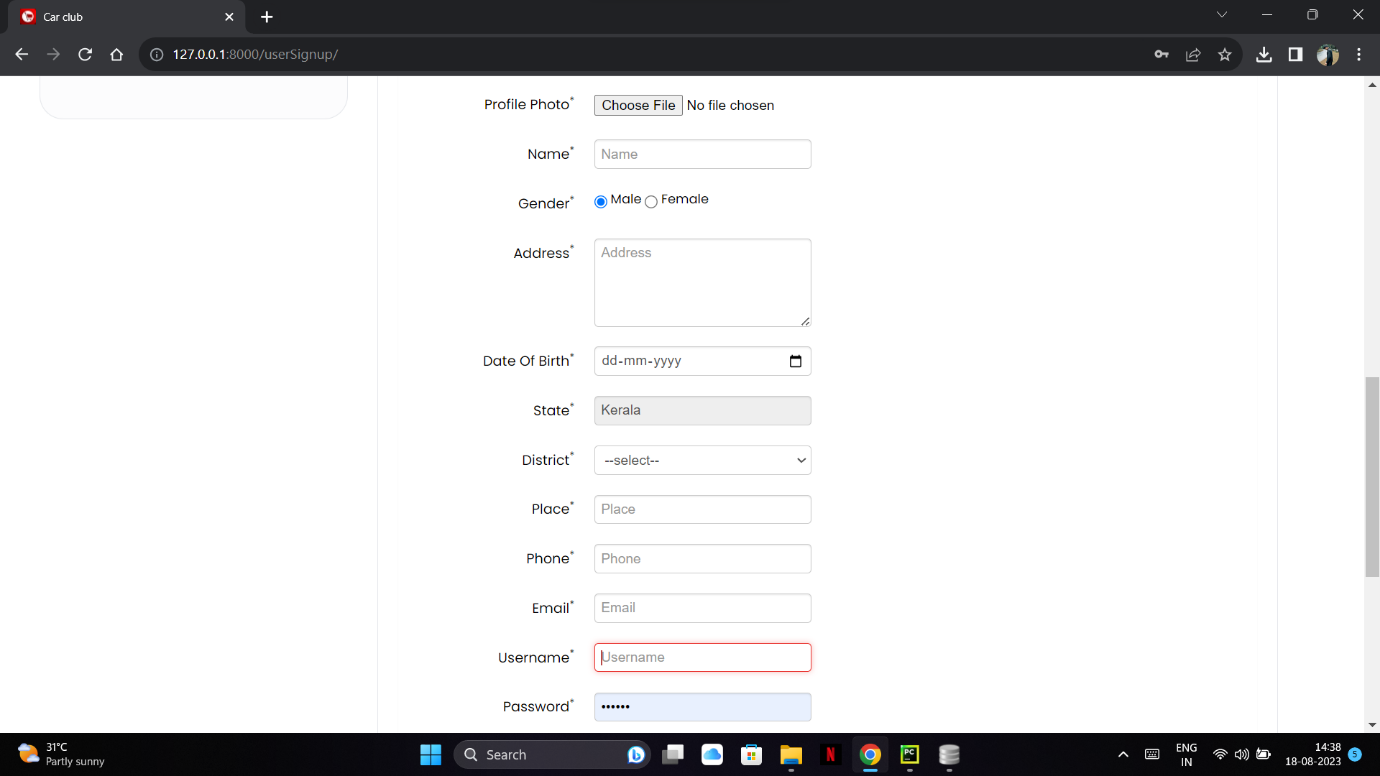 Car club
127.0.0.1:8000/userSignup/
Profile Photo* Choose File No file chosen
Name* Name
Gender* Male Female
Address* Address
Date Of Birth* dd-mm-yyyy
State* Kerala
District* --select--
Place* Place
Phone* Phone
Email* Email
Username* Username
Password* ••••••
31°C
Partly sunny
Search
ENG
IN
14:38
18-08-2023
5